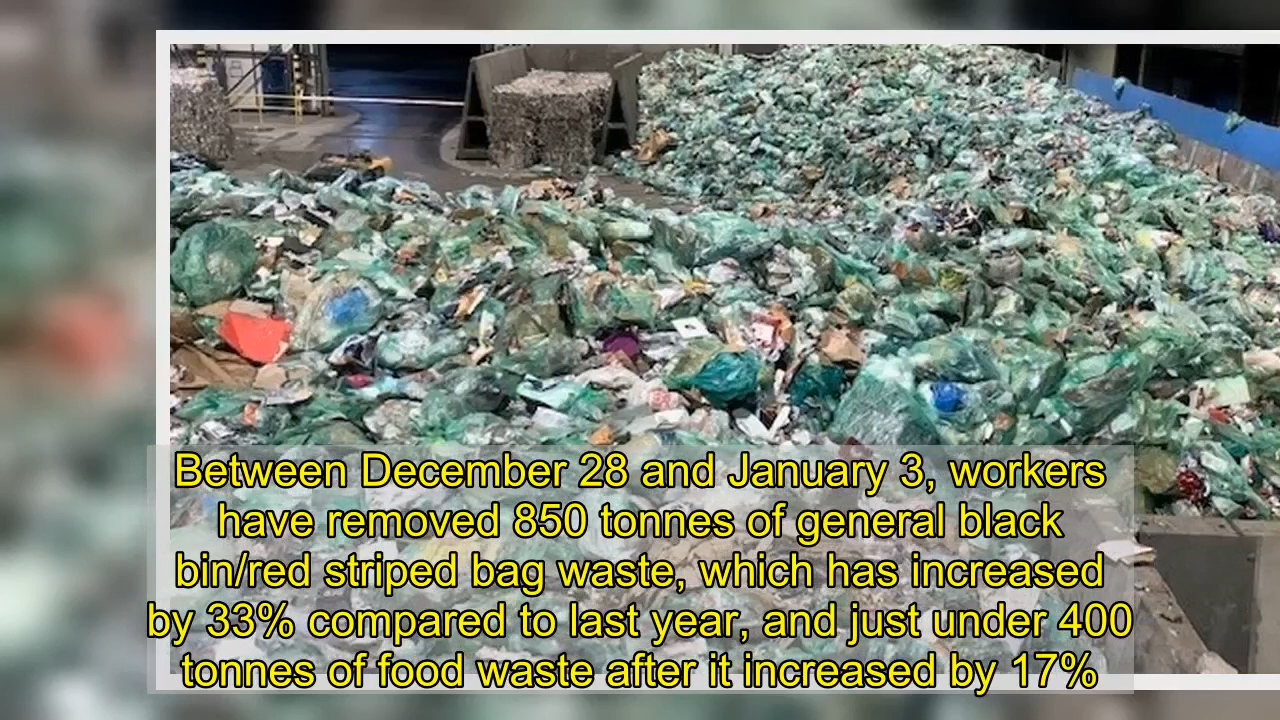 Between December 28 and January 3, workers
have removed 850 tonnes of general black
bin/red striped bag waste, which has increased
by 33% compared to last year, and just under 400
tonnes of food waste after it increased by 17%